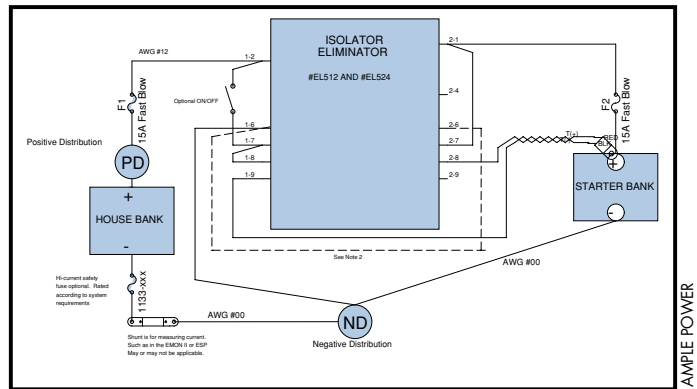 ISOLATOR
ELIMINATOR
#EL512 AND #EL524
AWG #12
1-2
2-1
Optional ON/OFF
2-4
F1
15A Fast Blow
F2
15A Fast Blow
1-6
2-6
1-7
2-7
1-8
2-8
1-9
2-9
T(+)
RED
BLK
Positive Distribution
PD
+
HOUSE BANK
-
+
STARTER BANK
-
See Note 2
AWG #00
Hi-current safety
fuse optional. Rated
according to system
requirements
1133-xxx
AWG #00
ND
Negative Distribution
Shunt is for measuring current.
Such as in the EMON II or ESP
May or may not be applicable.
AMPLE POWER